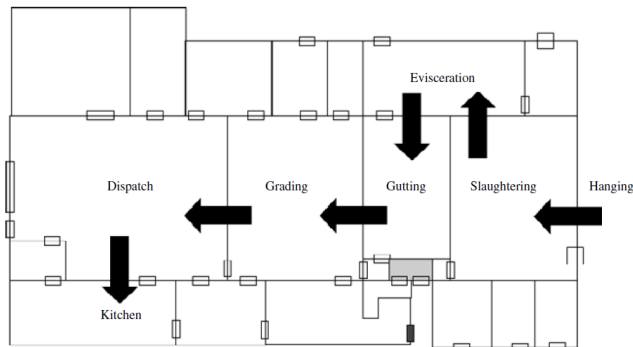 Evisceration
Dispatch
Grading
Gutting
Slaughtering
Hanging
Kitchen